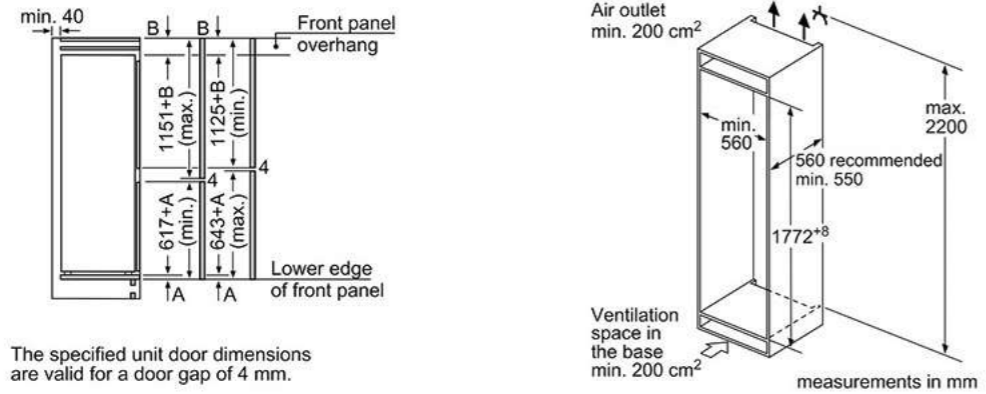 min. 40
B
B
Front panel
overhang
1151+B
(max.)
1125+B
(min.)
4
4
617+A
(min.)
643+A
(max.)
Lower edge
of front panel
A
A
The specified unit door dimensions
are valid for a door gap of 4 mm.
Air outlet
min. 200 cm²
max.
2200
min.
560
560 recommended
min. 550
1772⁺⁸
Ventilation
space in
the base
min. 200 cm²
measurements in mm